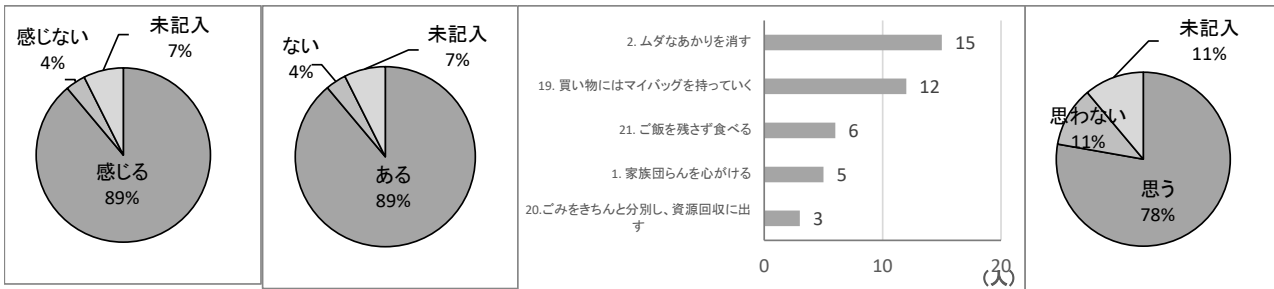 感じない
4%
未記入
7%
感じる
89%
ない
4%
未記入
7%
ある
89%
2. ムダなあかりを消す
15
19. 買い物にはマイバッグを持っていく
12
21. ご飯を残さず食べる
6
1. 家族団らんを心がける
5
20.ごみをきちんと分別し、資源回収に出
す
3
0
10
20
(人)
未記入
11%
思わない
11%
思う
78%